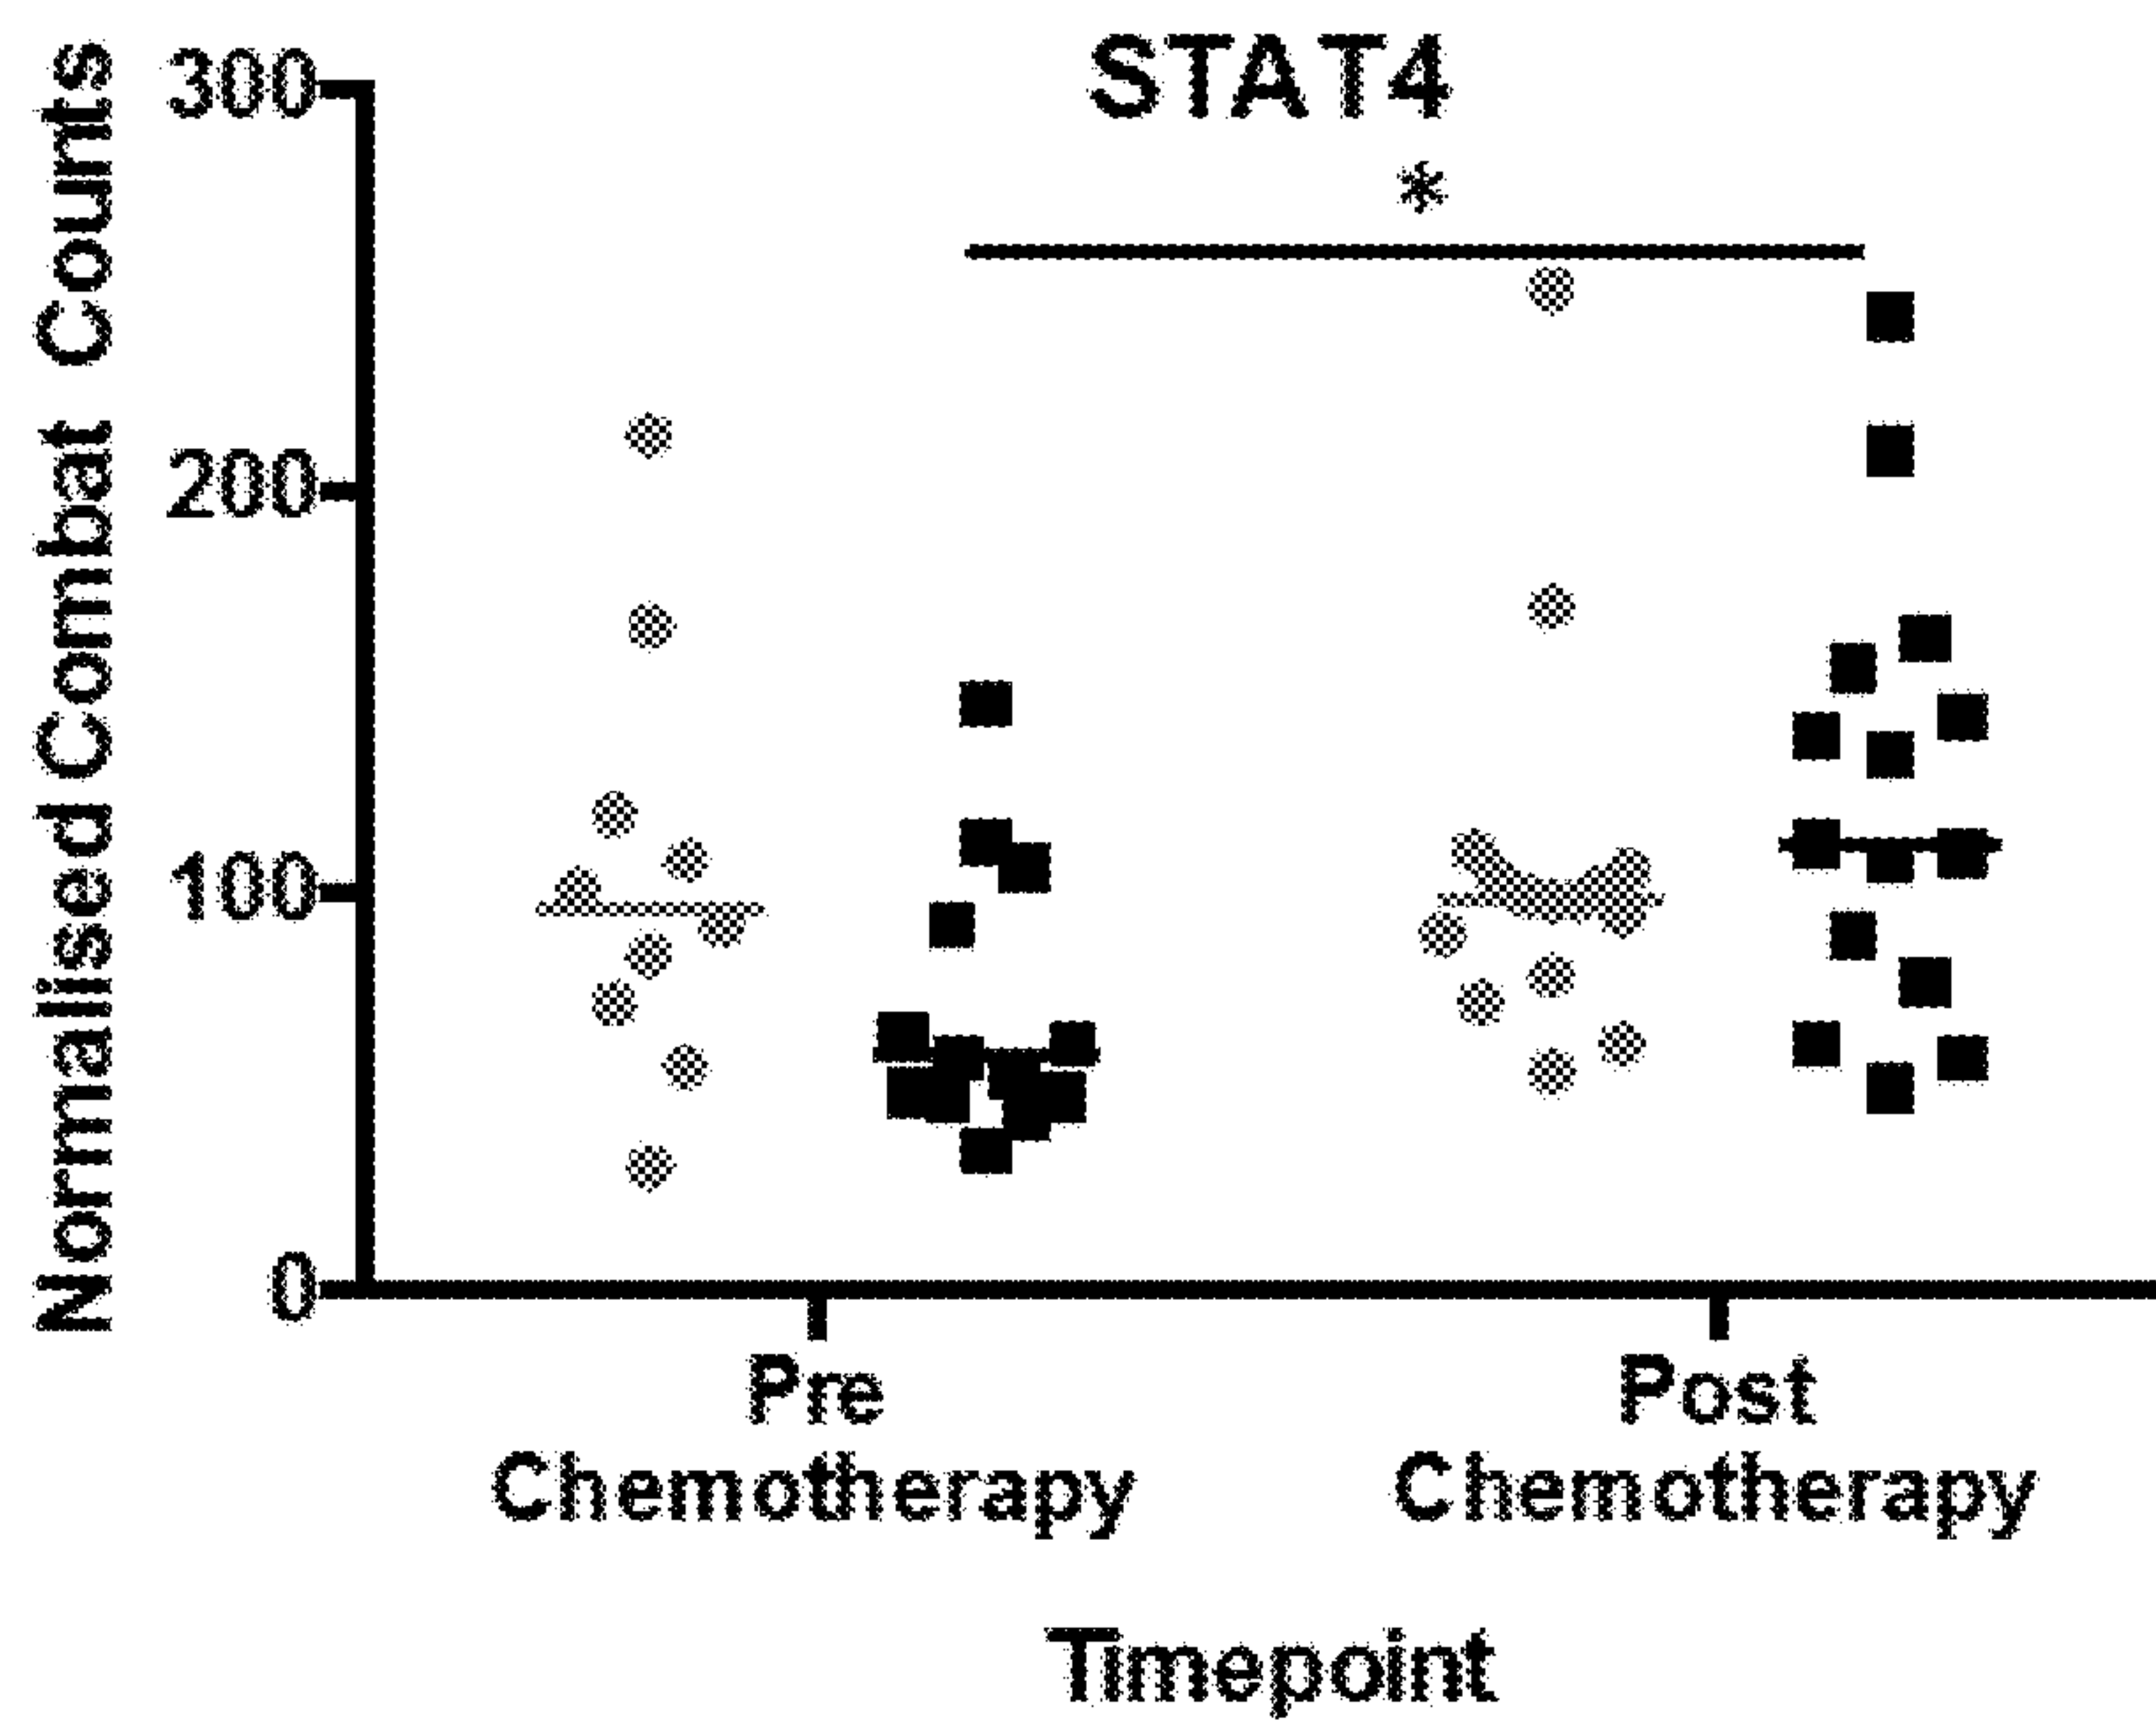 STAT4
*
Normalised Combat Counts
300
200
100
0
Pre
Chemotherapy
Post
Chemotherapy
Timepoint